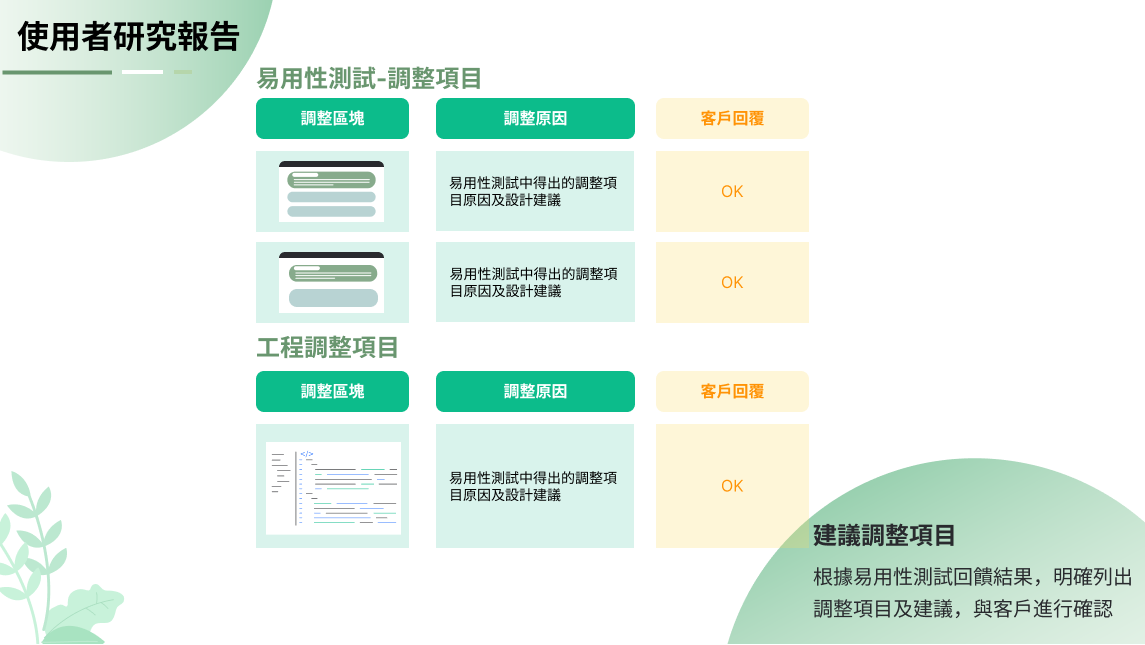 使用者研究報告
易用性測試-調整項目
調整區塊
調整原因
客戶回覆
易用性測試中得出的調整項
目原因及設計建議
OK
易用性測試中得出的調整項
目原因及設計建議
OK
工程調整項目
調整區塊
調整原因
客戶回覆
</>
易用性測試中得出的調整項
目原因及設計建議
OK
建議調整項目
根據易用性測試回饋結果，明確列出
調整項目及建議，與客戶進行確認